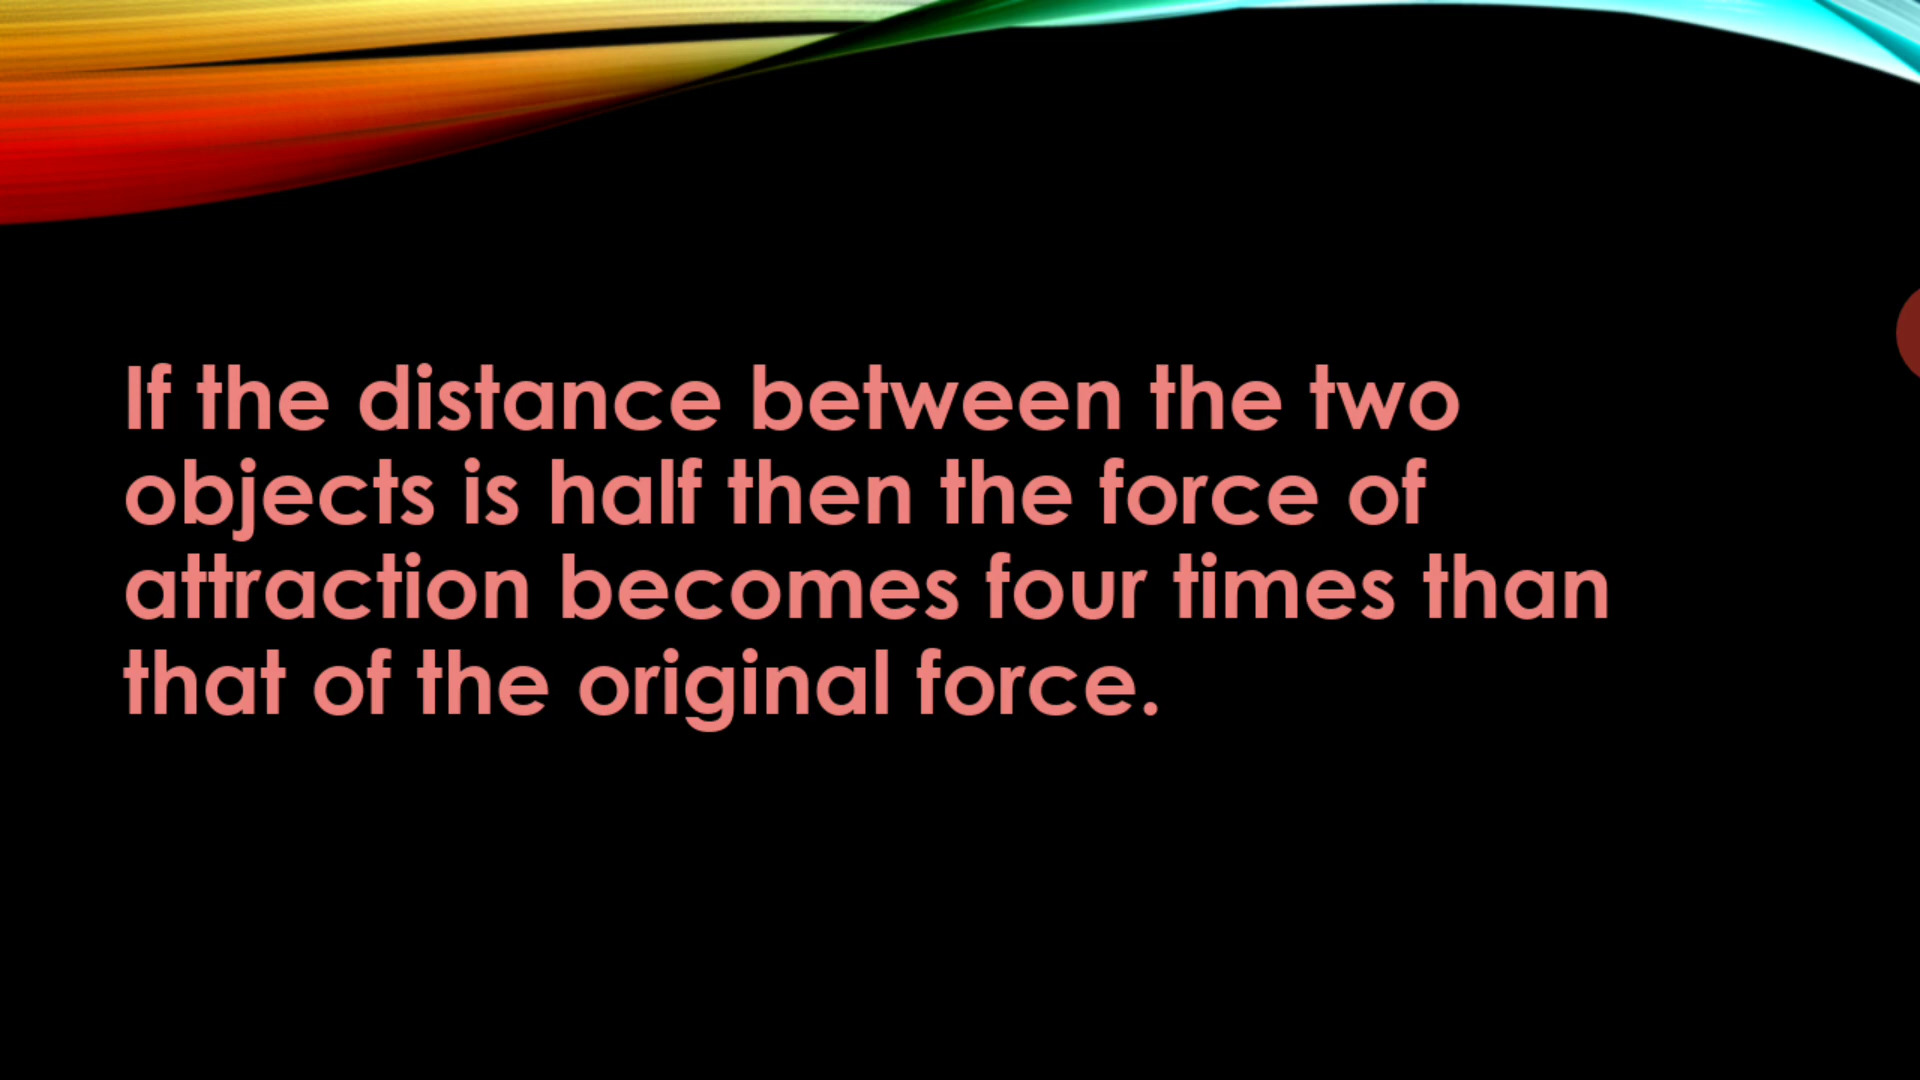 If the distance between the two
objects is half then the force of
attraction becomes four times than
that of the original force.